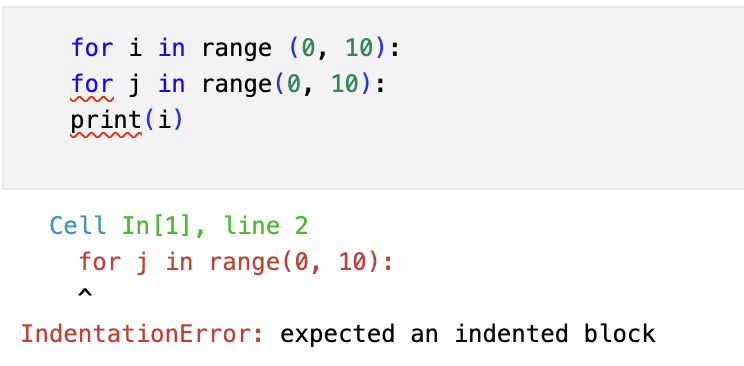 for i in range (0, 10):
for j in range(0, 10):
print(i)
Cell In[1], line 2
for j in range(0, 10):
^
IndentationError: expected an indented block